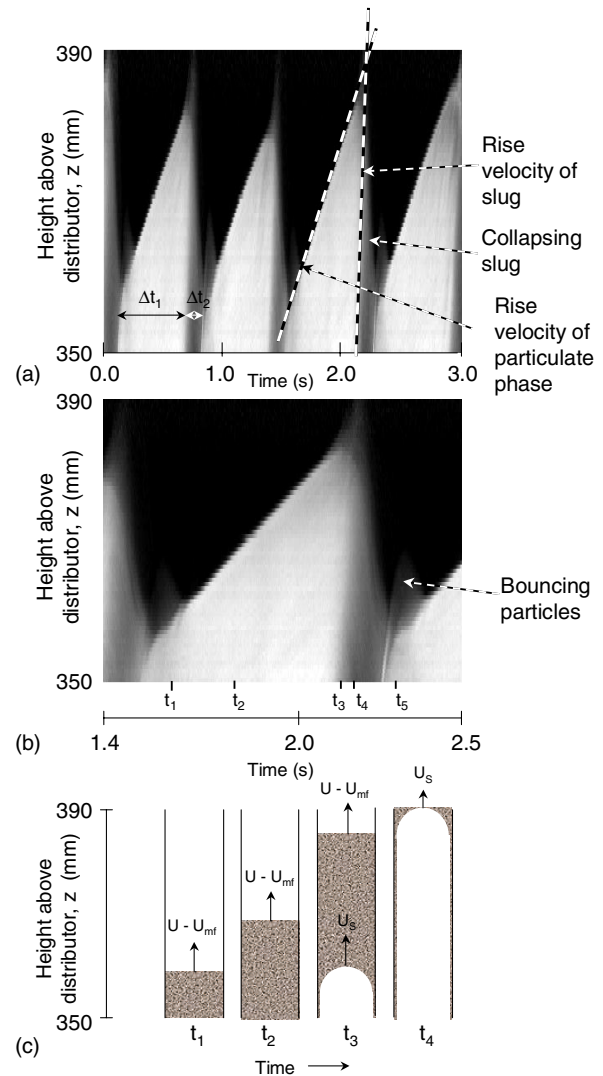 390
Height above
distributor, z (mm)
350
Δt1
Δt2
Rise
velocity of
slug
Collapsing
slug
Rise
velocity of
particulate
phase
(a)
0.0
1.0
2.0
3.0
Time (s)
390
Height above
distributor, z (mm)
350
Bouncing
particles
t1
t2
t3
t4
t5
(b)
1.4
2.0
2.5
Time (s)
390
Height above
distributor, z (mm)
350
U - Umf
U - Umf
U - Umf
US
US
t1
t2
t3
t4
(c)
Time